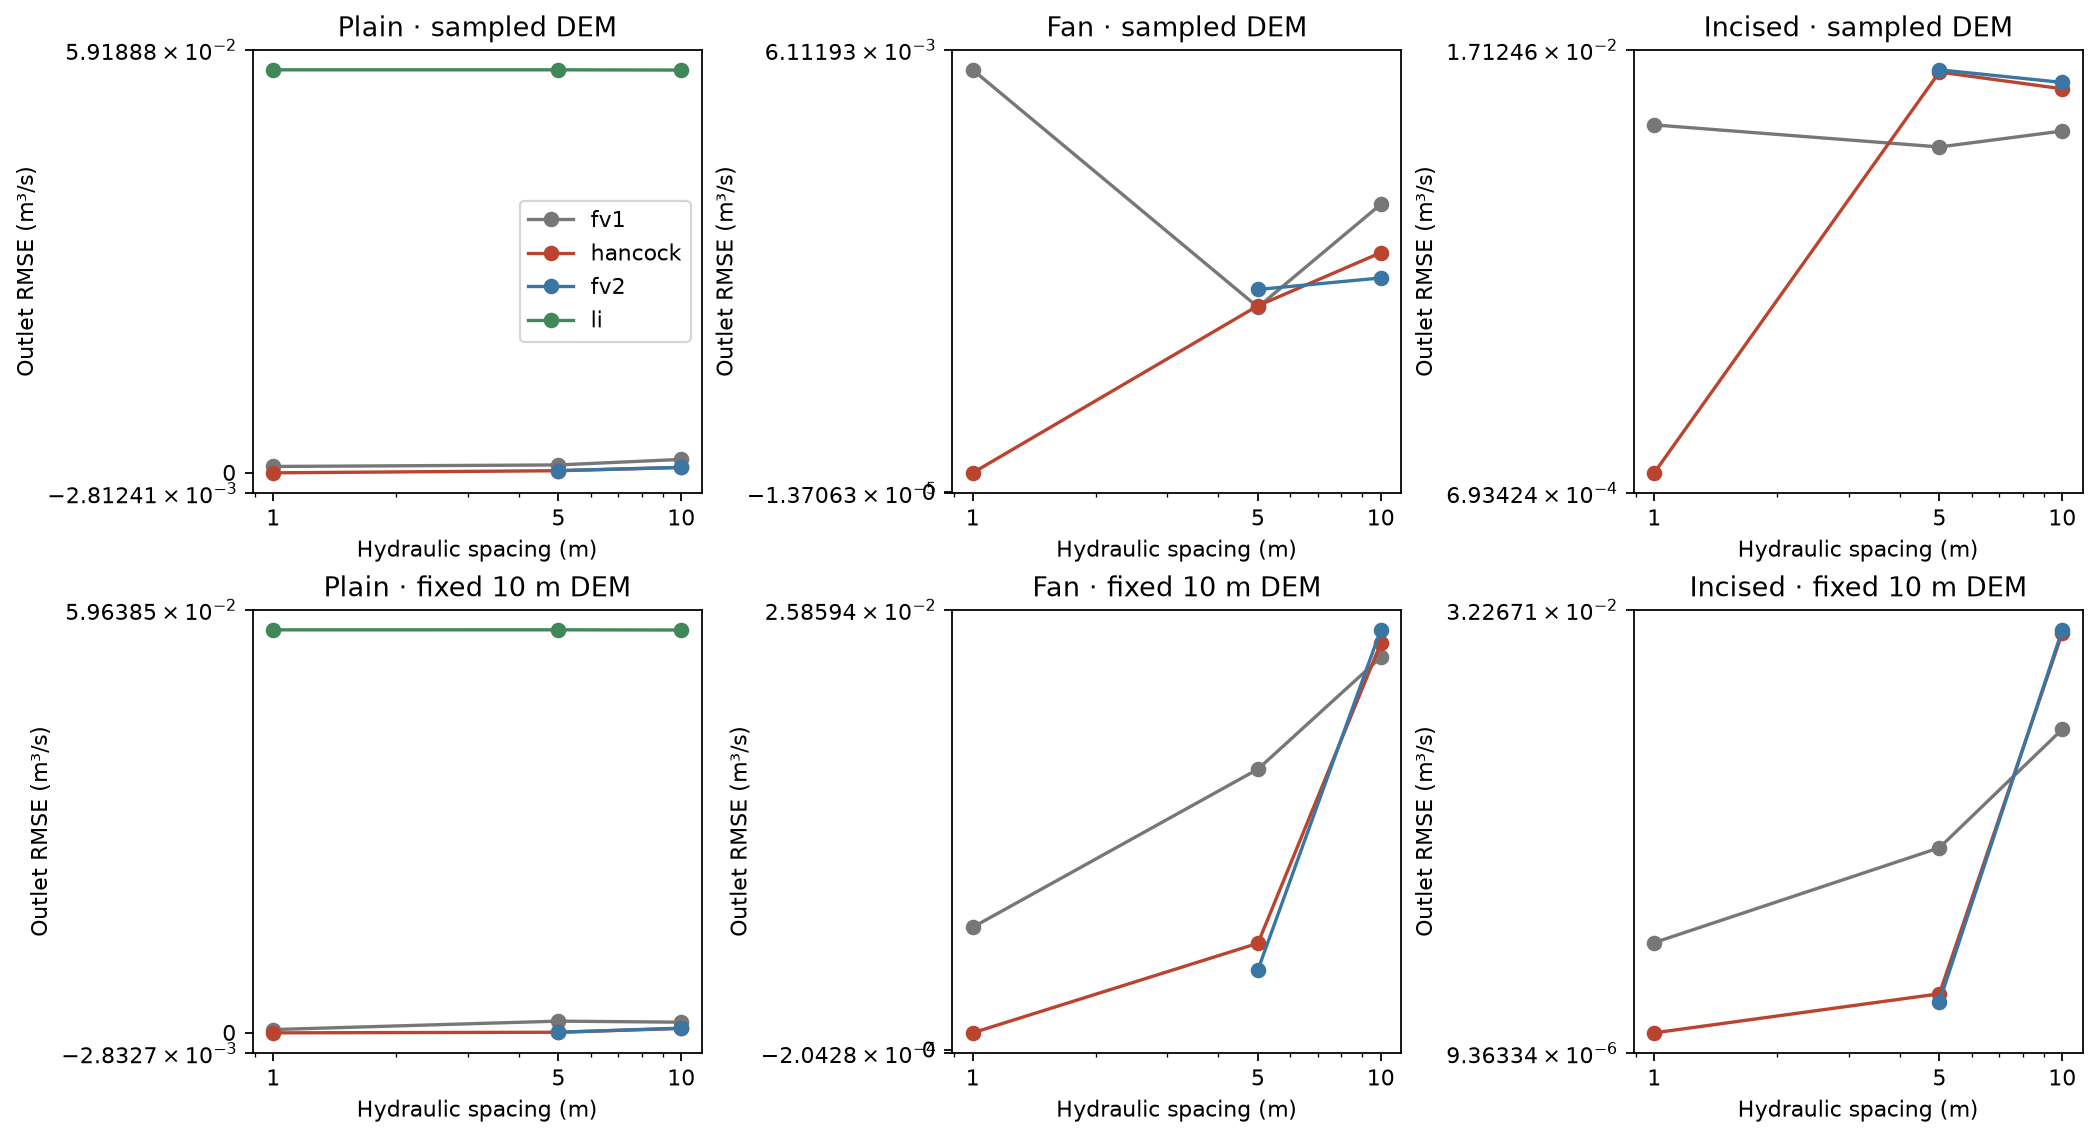 Plain · sampled DEM
5.91888 × 10⁻²
0
−2.81241 × 10⁻³
Outlet RMSE (m³/s)
fv1
hancock
fv2
li
1 5 10
Hydraulic spacing (m)
Fan · sampled DEM
6.11193 × 10⁻³
0
Outlet RMSE (m³/s)
1 5 10
Hydraulic spacing (m)
Incised · sampled DEM
1.71246 × 10⁻²
6.93424 × 10⁻⁴
Outlet RMSE (m³/s)
1 5 10
Hydraulic spacing (m)
Plain · fixed 10 m DEM
5.96385 × 10⁻²
0
−2.8327 × 10⁻³
Outlet RMSE (m³/s)
1 5 10
Hydraulic spacing (m)
Fan · fixed 10 m DEM
2.58594 × 10⁻²
0
Outlet RMSE (m³/s)
1 5 10
Hydraulic spacing (m)
Incised · fixed 10 m DEM
3.22671 × 10⁻²
9.36334 × 10⁻⁶
Outlet RMSE (m³/s)
1 5 10
Hydraulic spacing (m)